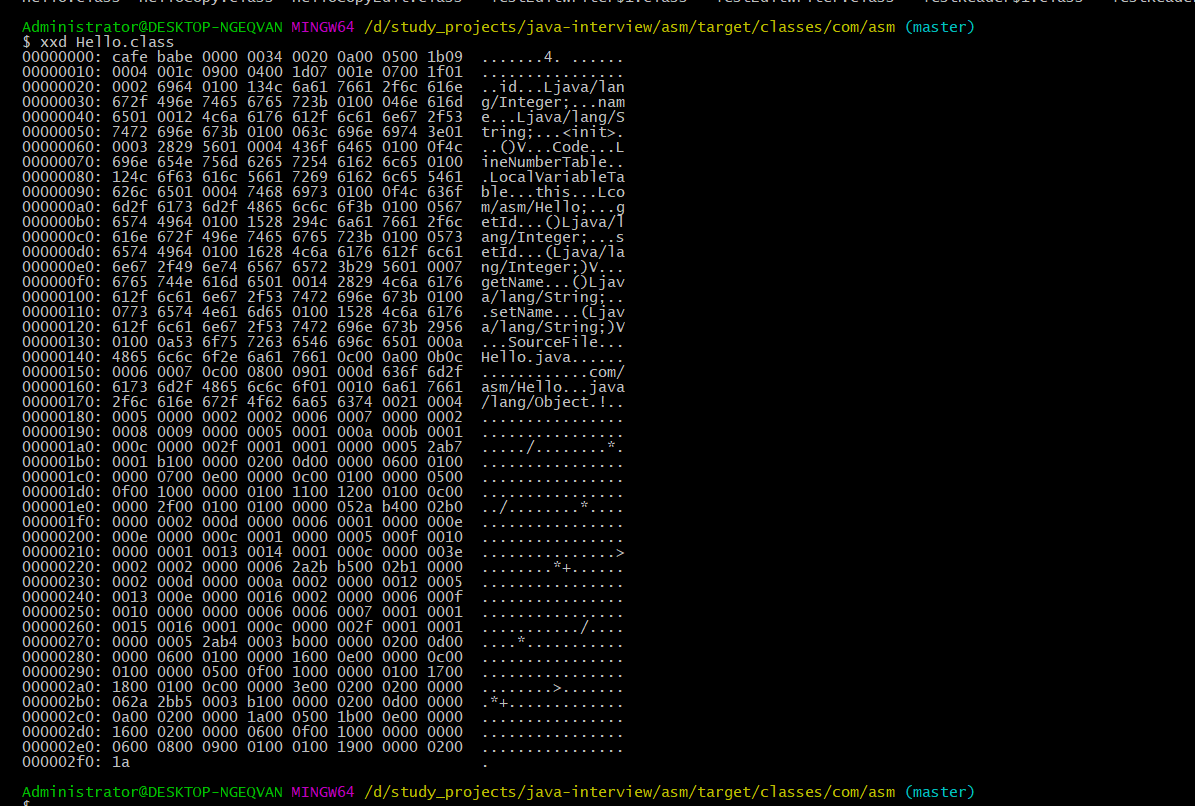 Administrator@DESKTOP-NGEQVAN MINGW64 /d/study_projects/java-interview/asm/target/classes/com/asm (master)
$ xxd Hello.class
00000000: cafe babe 0000 0034 0020 0a00 0500 1b09  .......4. ......
00000010: 0004 001c 0900 0400 1d07 001e 0700 1f01  ................
00000020: 0002 6964 0100 134c 6a61 7661 2f6c 616e  ..id...Ljava/lan
00000030: 672f 496e 7465 6765 723b 0100 046e 616d  g/Integer;...nam
00000040: 6501 0012 4c6a 6176 612f 6c61 6e67 2f53  e...Ljava/lang/S
00000050: 7472 696e 673b 0100 063c 696e 6974 3e01  tring;...<init>.
00000060: 0003 2829 5601 0004 436f 6465 0100 0f4c  ..()V...Code...L
00000070: 696e 654e 756d 6265 7254 6162 6c65 0100  ineNumberTable..
00000080: 124c 6f63 616c 5661 7269 6162 6c65 5461  .LocalVariableTa
00000090: 626c 6501 0004 7468 6973 0100 0f4c 636f  ble...this...Lco
000000a0: 6d2f 6173 6d2f 4865 6c6c 6f3b 0100 0567  m/asm/Hello;...g
000000b0: 6574 4964 0100 1528 294c 6a61 7661 2f6c  etId...()Ljava/l
000000c0: 616e 672f 496e 7465 6765 723b 0100 0573  ang/Integer;...s
000000d0: 6574 4964 0100 1628 4c6a 6176 612f 6c61  etId...(Ljava/la
000000e0: 6e67 2f49 6e74 6567 6572 3b29 5601 0007  ng/Integer;)V...
000000f0: 6765 744e 616d 6501 0014 2829 4c6a 6176  getName...()Ljav
00000100: 612f 6c61 6e67 2f53 7472 696e 673b 0100  a/lang/String;..
00000110: 0773 6574 4e61 6d65 0100 1528 4c6a 6176  .setName...(Ljav
00000120: 612f 6c61 6e67 2f53 7472 696e 673b 2956  a/lang/String;)V
00000130: 0100 0a53 6f75 7263 6546 696c 6501 000a  ...SourceFile...
00000140: 4865 6c6c 6f2e 6a61 7661 0c00 0a00 0b0c  Hello.java......
00000150: 0006 0007 0c00 0800 0901 000d 636f 6d2f  ............com/
00000160: 6173 6d2f 4865 6c6c 6f01 0010 6a61 7661  asm/Hello...java
00000170: 2f6c 616e 672f 4f62 6a65 6374 0021 0004  /lang/Object.!..
00000180: 0005 0000 0002 0002 0006 0007 0000 0002  ................
00000190: 0008 0009 0000 0005 0001 000a 000b 0001  ................
000001a0: 000c 0000 002f 0001 0001 0000 0005 2ab7  ...../........*.
000001b0: 0001 b100 0000 0200 0d00 0000 0600 0100  ................
000001c0: 0000 0700 0e00 0000 0c00 0100 0000 0500  ................
000001d0: 0f00 1000 0000 0100 1100 1200 0100 0c00  ................
000001e0: 0000 2f00 0100 0100 0000 052a b400 02b0  ../........*....
000001f0: 0000 0002 000d 0000 0006 0001 0000 000e  ................
00000200: 000e 0000 000c 0001 0000 0005 000f 0010  ................
00000210: 0000 0001 0013 0014 0001 000c 0000 003e  ...............>
00000220: 0002 0002 0000 0006 2a2b b500 02b1 0000  ........*+......
00000230: 0002 000d 0000 000a 0002 0000 0012 0005  ................
00000240: 0013 000e 0000 0016 0002 0000 0006 000f  ................
00000250: 0010 0000 0000 0006 0006 0007 0001 0001  ................
00000260: 0015 0016 0001 000c 0000 002f 0001 0001  .........../....
00000270: 0000 0005 2ab4 0003 b000 0000 0200 0d00  ....*...........
00000280: 0000 0600 0100 0000 1600 0e00 0000 0c00  ................
00000290: 0100 0000 0500 0f00 1000 0000 0100 1700  ................
000002a0: 1800 0100 0c00 0000 3e00 0200 0200 0000  ........>.......
000002b0: 062a 2bb5 0003 b100 0000 0200 0d00 0000  .*+.............
000002c0: 0a00 0200 0000 1a00 0500 1b00 0e00 0000  ................
000002d0: 1600 0200 0000 0600 0f00 1000 0000 0000  ................
000002e0: 0600 0800 0900 0100 0100 1900 0000 0200  ................
000002f0: 1a                                       .
Administrator@DESKTOP-NGEQVAN MINGW64 /d/study_projects/java-interview/asm/target/classes/com/asm (master)